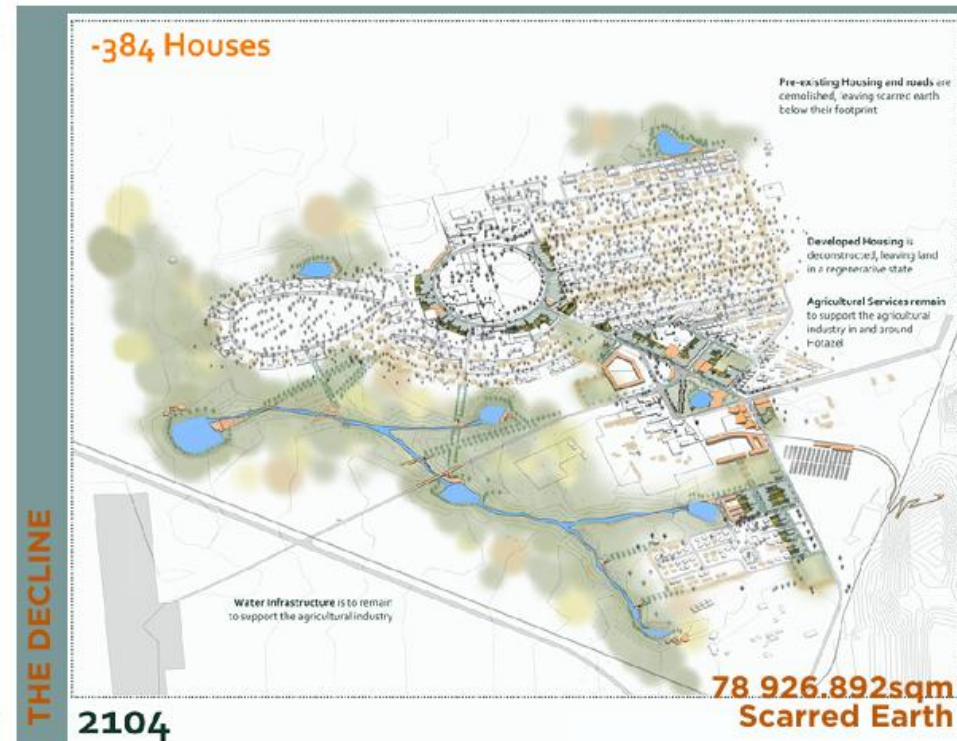 -384 Houses
Pre-existing Housing and roads are
demolished, leaving scarred earth
below their footprint
Developed Housing is
deconstructed, leaving land
in a regenerative state
Agricultural Services remain
to support the agricultural
industry in and around
Hotazel
Water Infrastructure is to remain
to support the agricultural industry
THE DECLINE
78 926.892sqm
Scarred Earth
2104